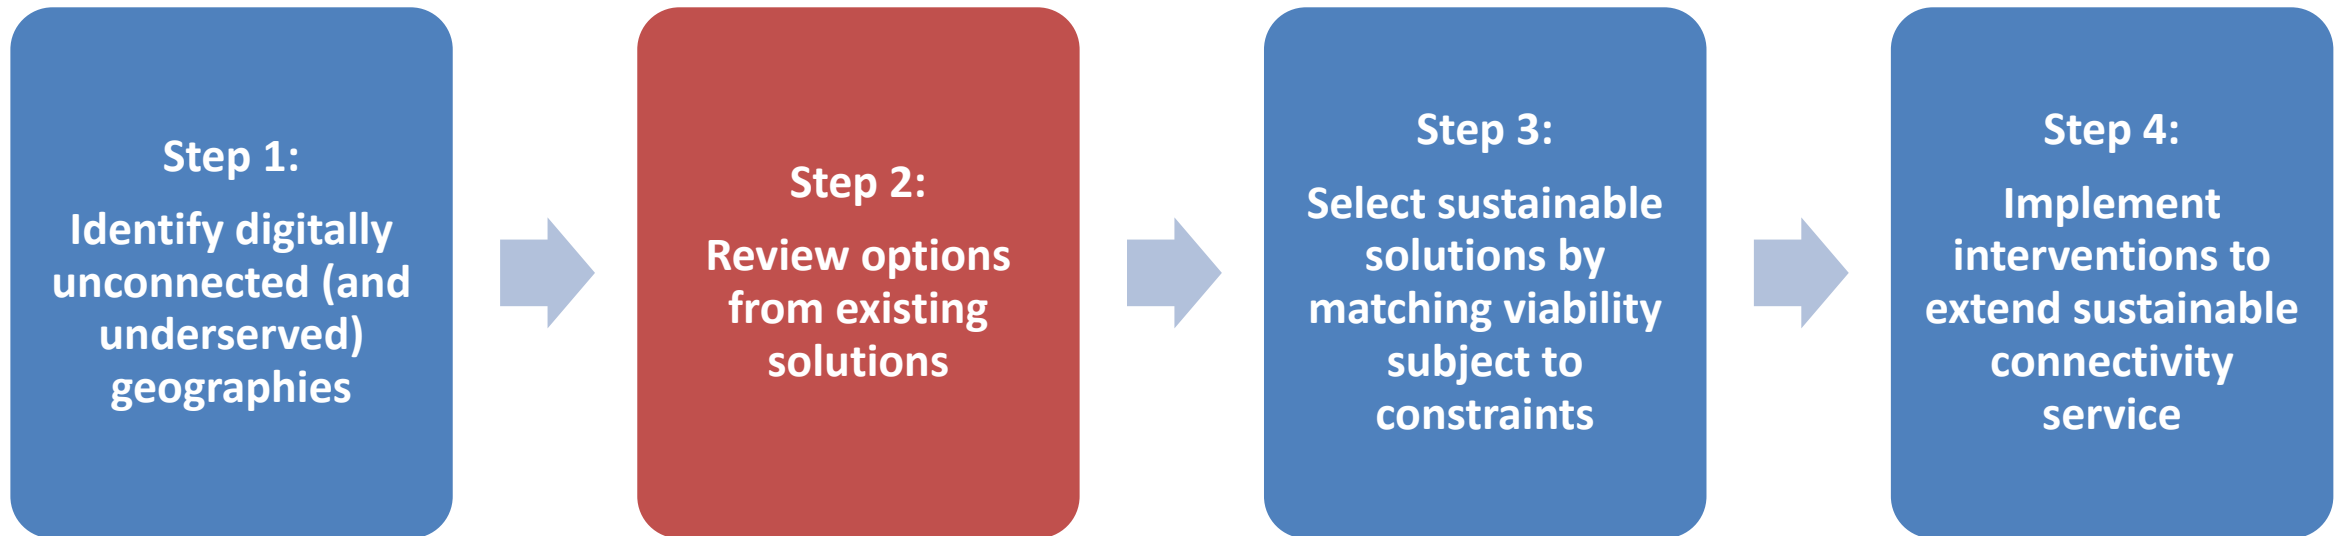 Step 1:
Identify digitally
unconnected (and
underserved)
geographies
Step 2:
Review options
from existing
solutions
Step 3:
Select sustainable
solutions by
matching viability
subject to
constraints
Step 4:
Implement
interventions to
extend sustainable
connectivity
service